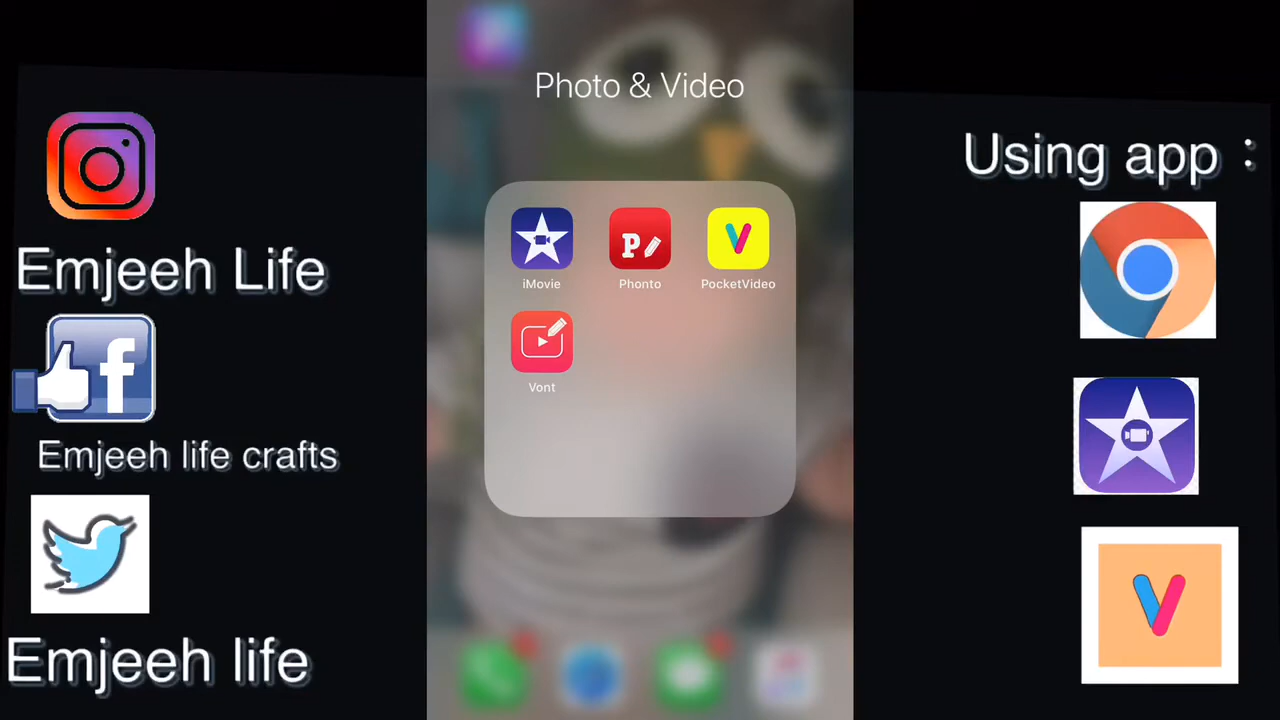 Photo & Video
iMovie
Phonto
PocketVideo
Vont
Emjeeh Life
Emjeeh life crafts
Emjeeh life
Using app :